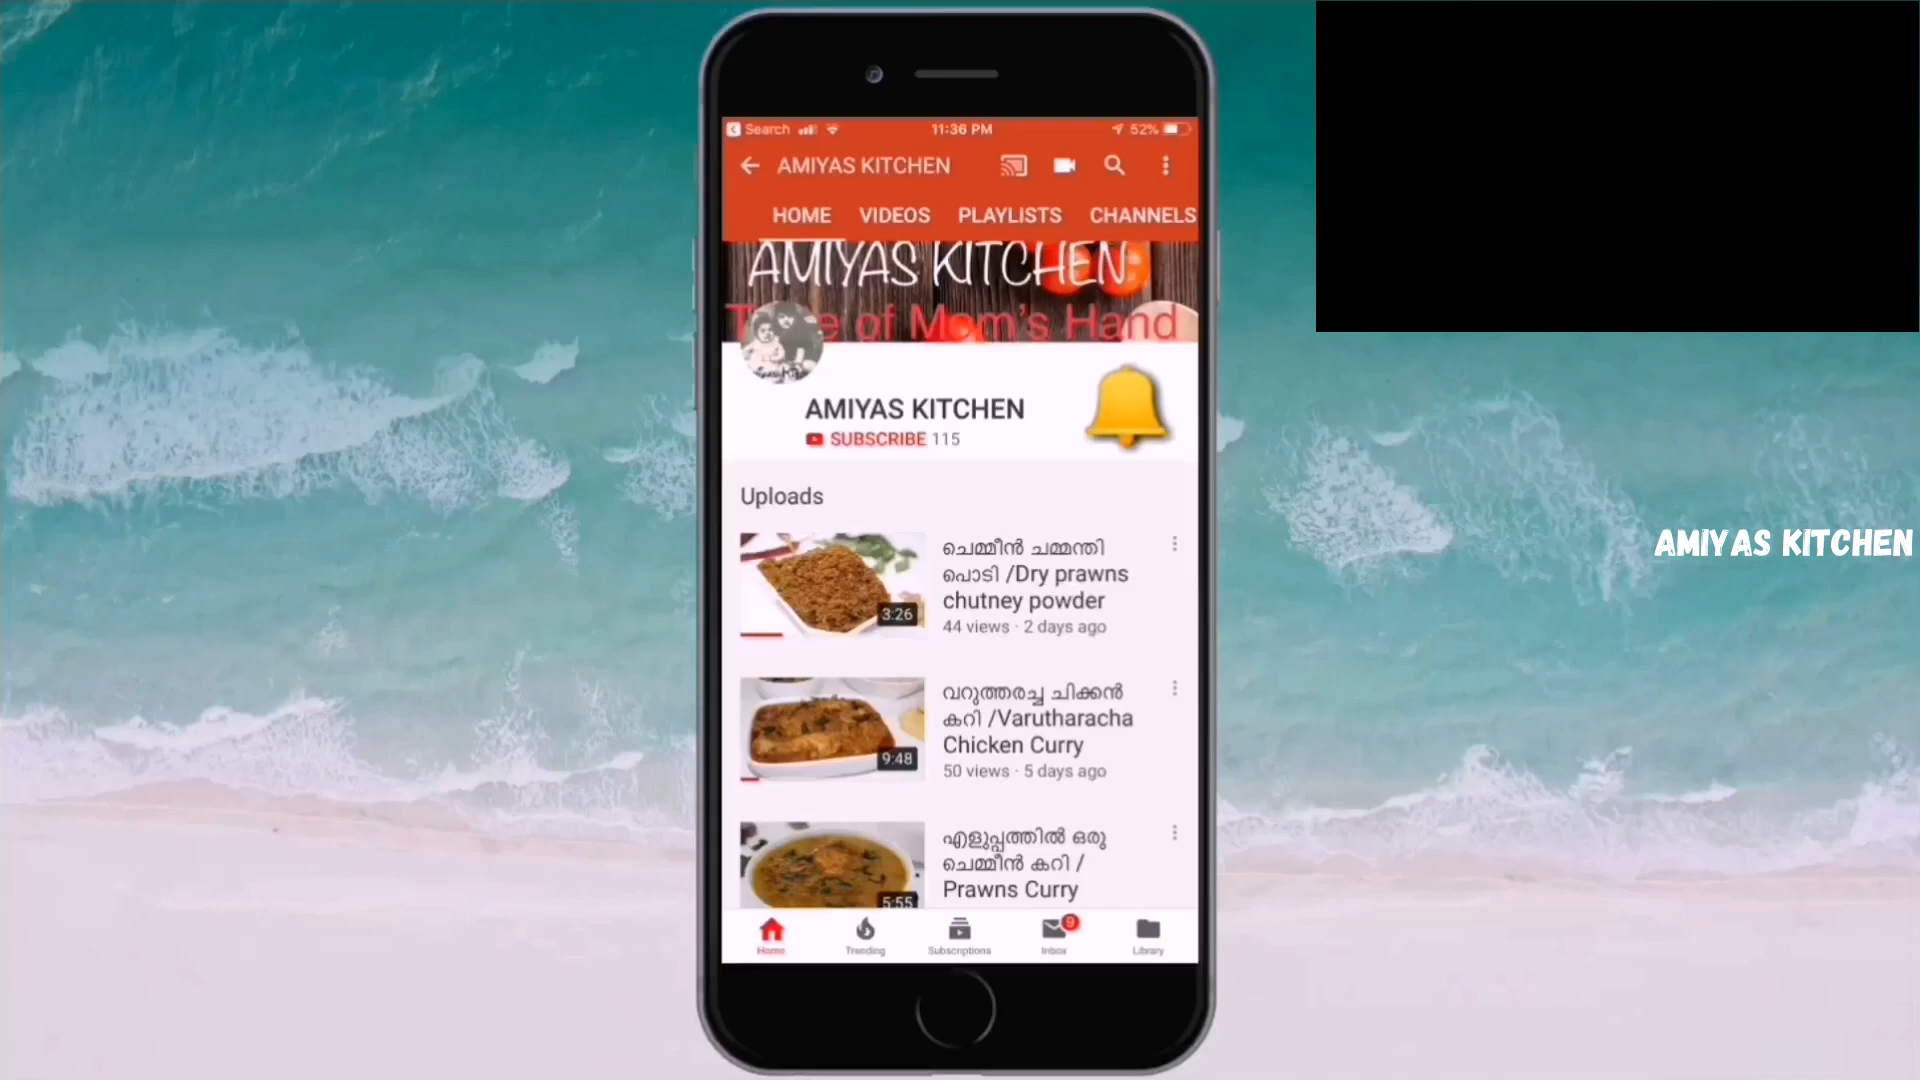 Search
11:36 PM
52%
AMIYAS KITCHEN
HOME VIDEOS PLAYLISTS CHANNELS
AMIYAS KITCHEN
of Mom's Hand
AMIYAS KITCHEN
SUBSCRIBE 115
Uploads
ചെമ്മീൻ ചമ്മന്തി
പൊടി /Dry prawns
chutney powder
44 views · 2 days ago
3:26
വറുത്തരച്ച ചിക്കൻ
കറി /Varutharacha
Chicken Curry
50 views · 5 days ago
9:48
എളുപ്പത്തിൽ ഒരു
ചെമ്മീൻ കറി /
Prawns Curry
5:55
Home
Trending
Subscriptions
9
Inbox
Library
AMIYAS KITCHEN